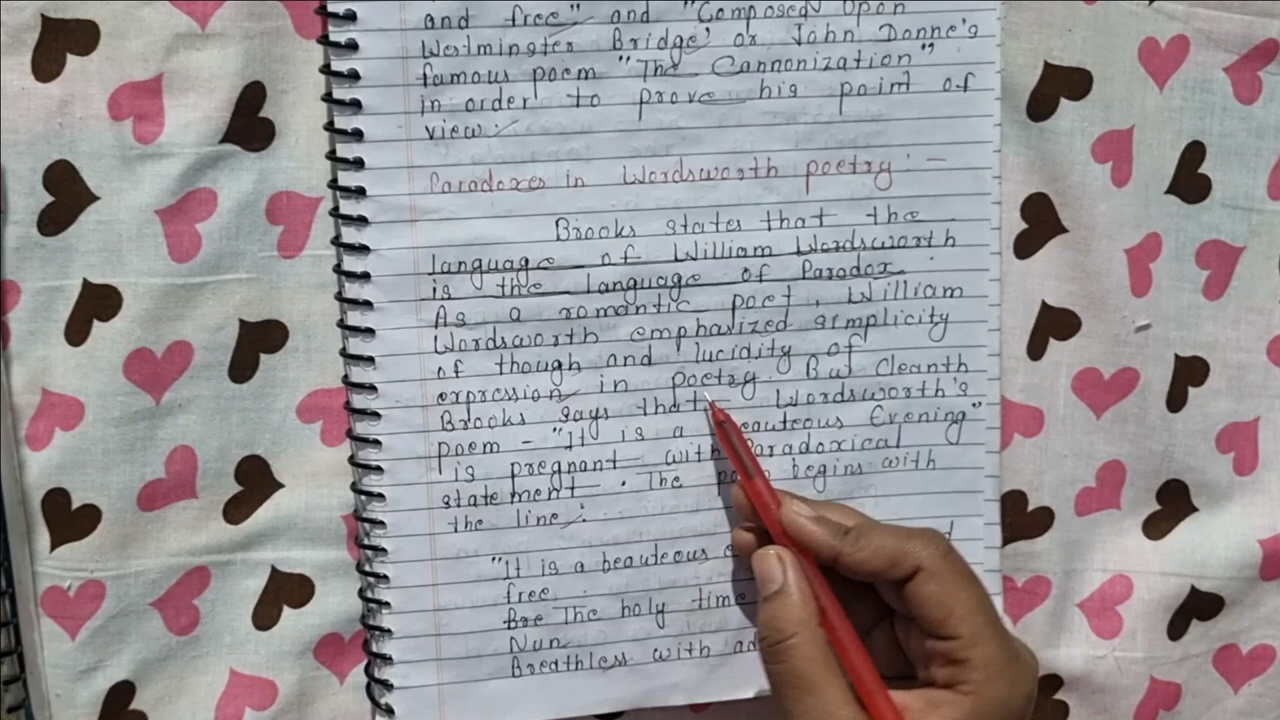 and free" and "Composed Upon
Westminster Bridge' or John Donne's
famous poem "The Cannonization"
in order to prove his point of
view :
Paradoxes in Wordsworth poetry : -
Brooks states that the
language of William Wordsworth
is the language of Paradox.
As a romantic poet, William
Wordsworth emphasized simplicity
of though and lucidity of
expression in poetry. But Cleanth
Brooks says that Wordsworth's
poem - "It is a eauteous Evening"
is pregnant with Paradoxical
statement. The begins with
the line :
"It is a beauteous
free.
Bre The holy time
Nun
Breathless with ad